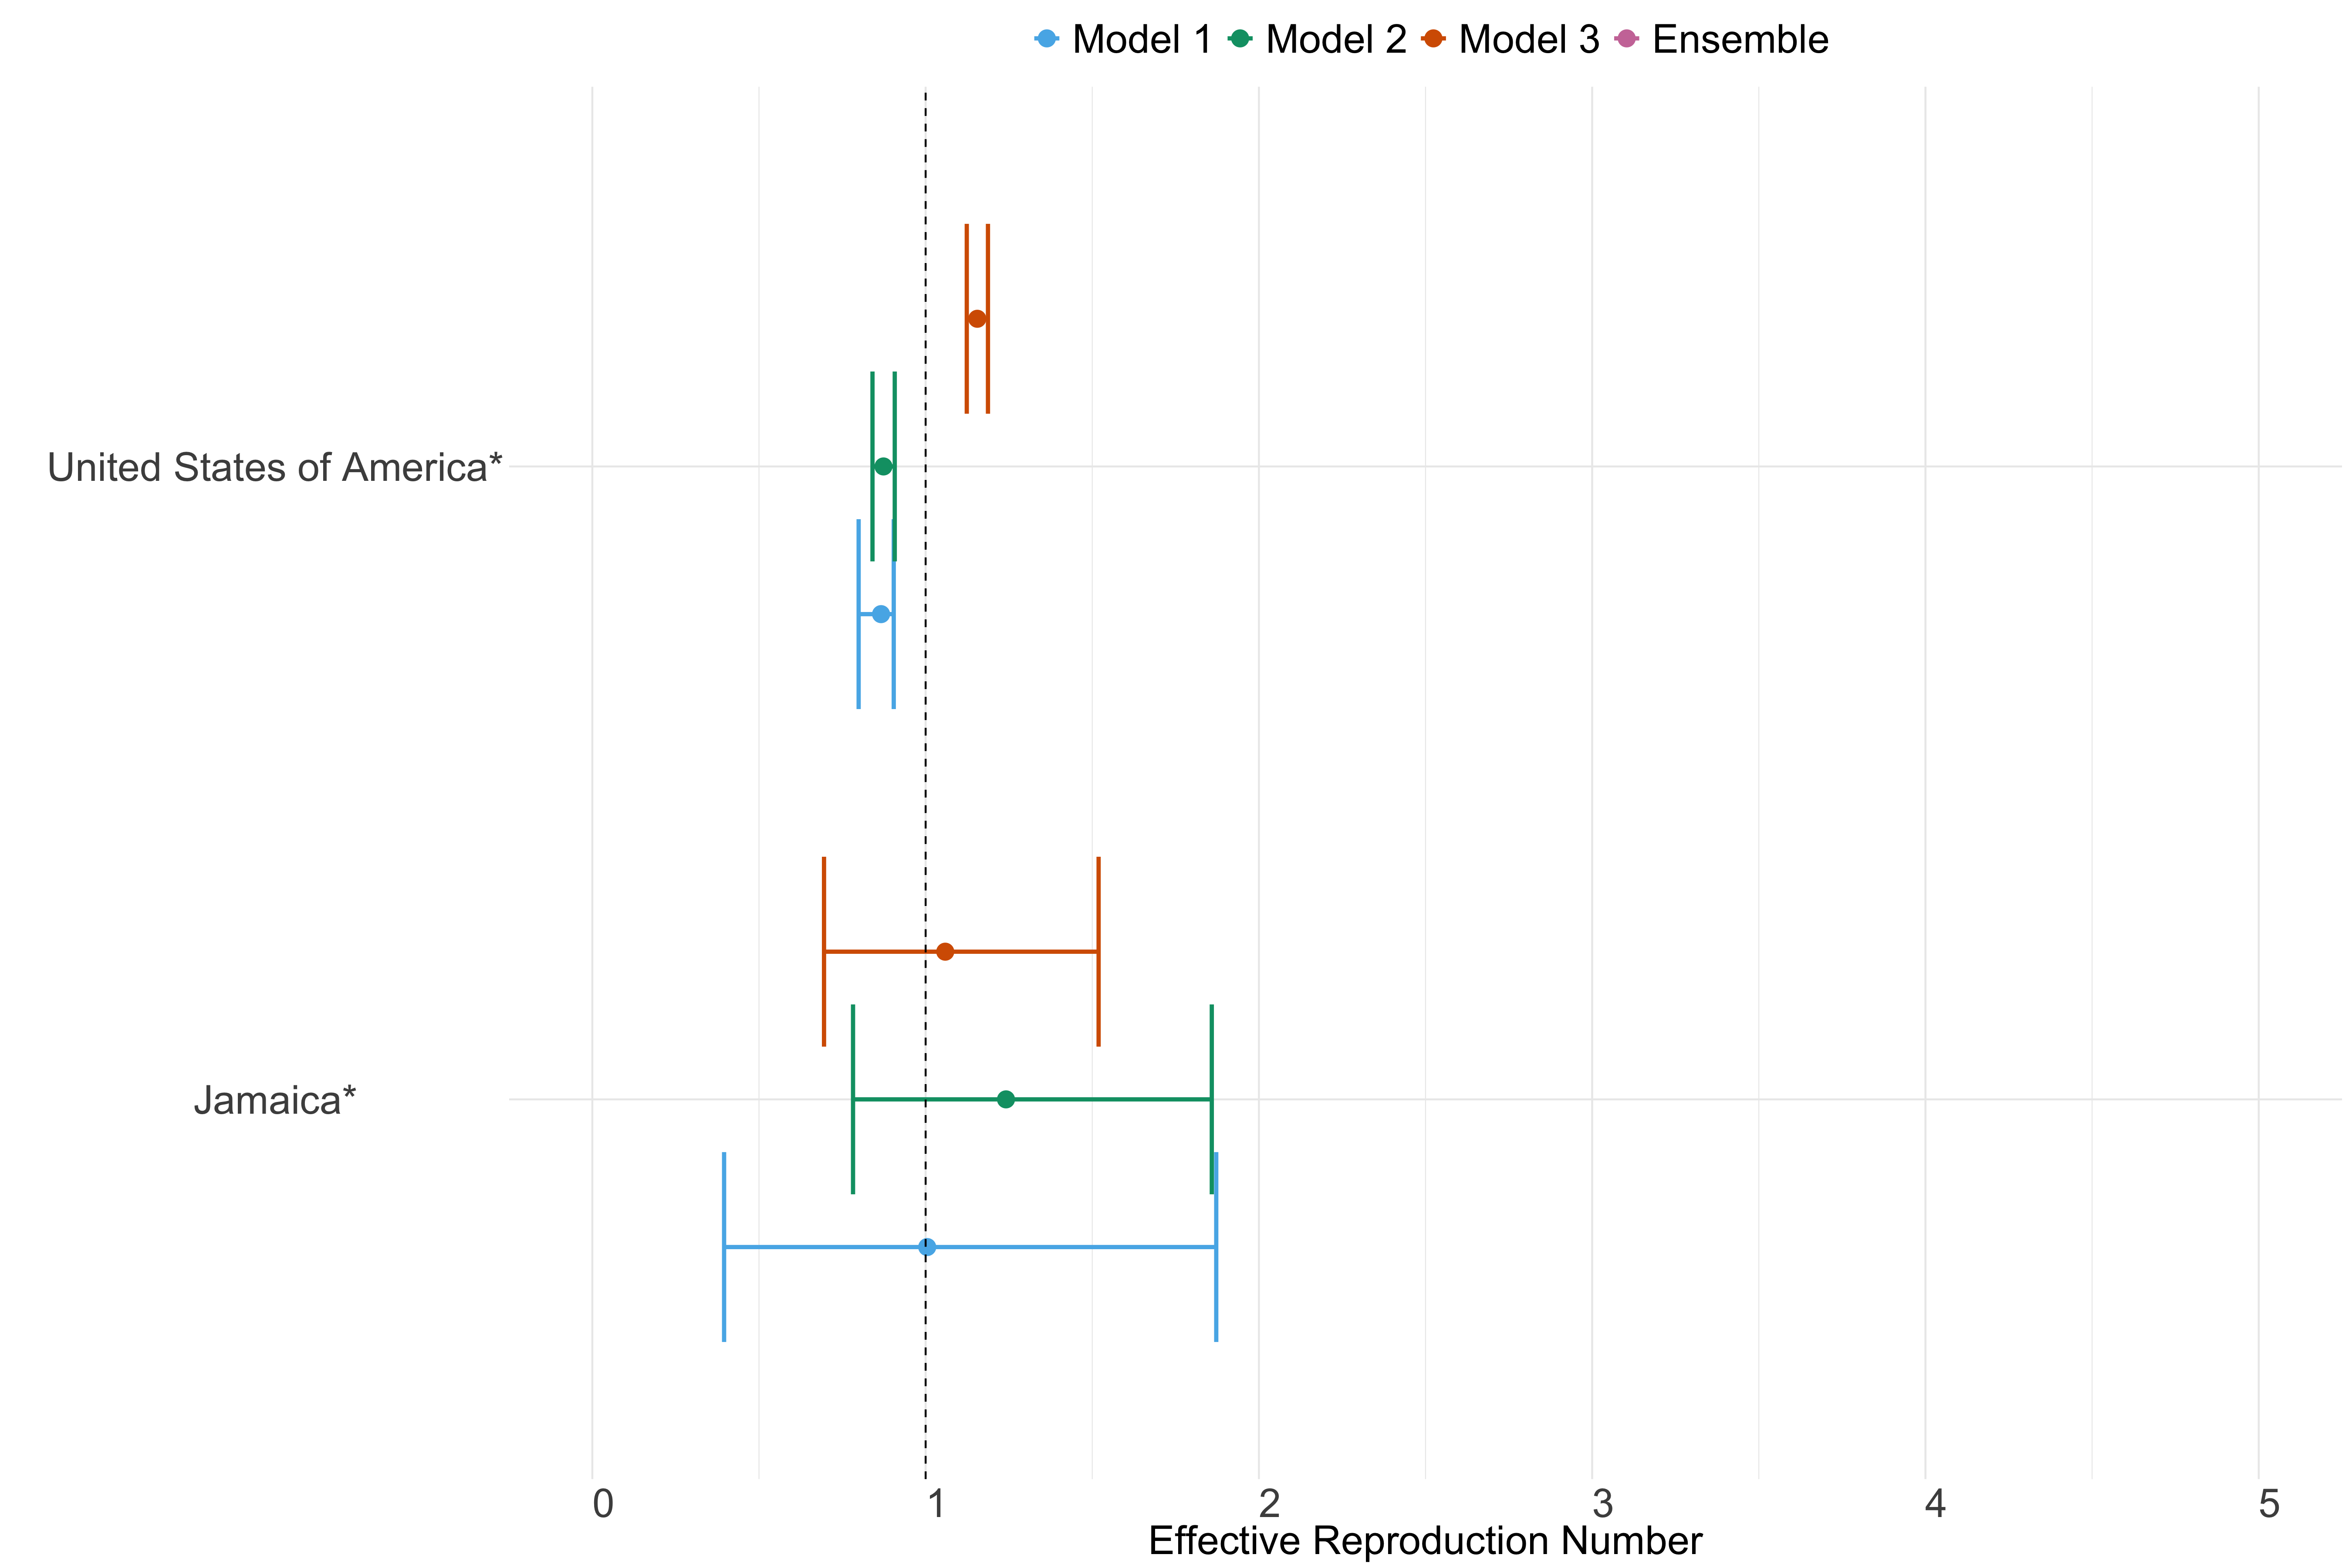 Model 1 Model 2 Model 3 Ensemble
United States of America*
Jamaica*
0 1 2 3 4 5
Effective Reproduction Number